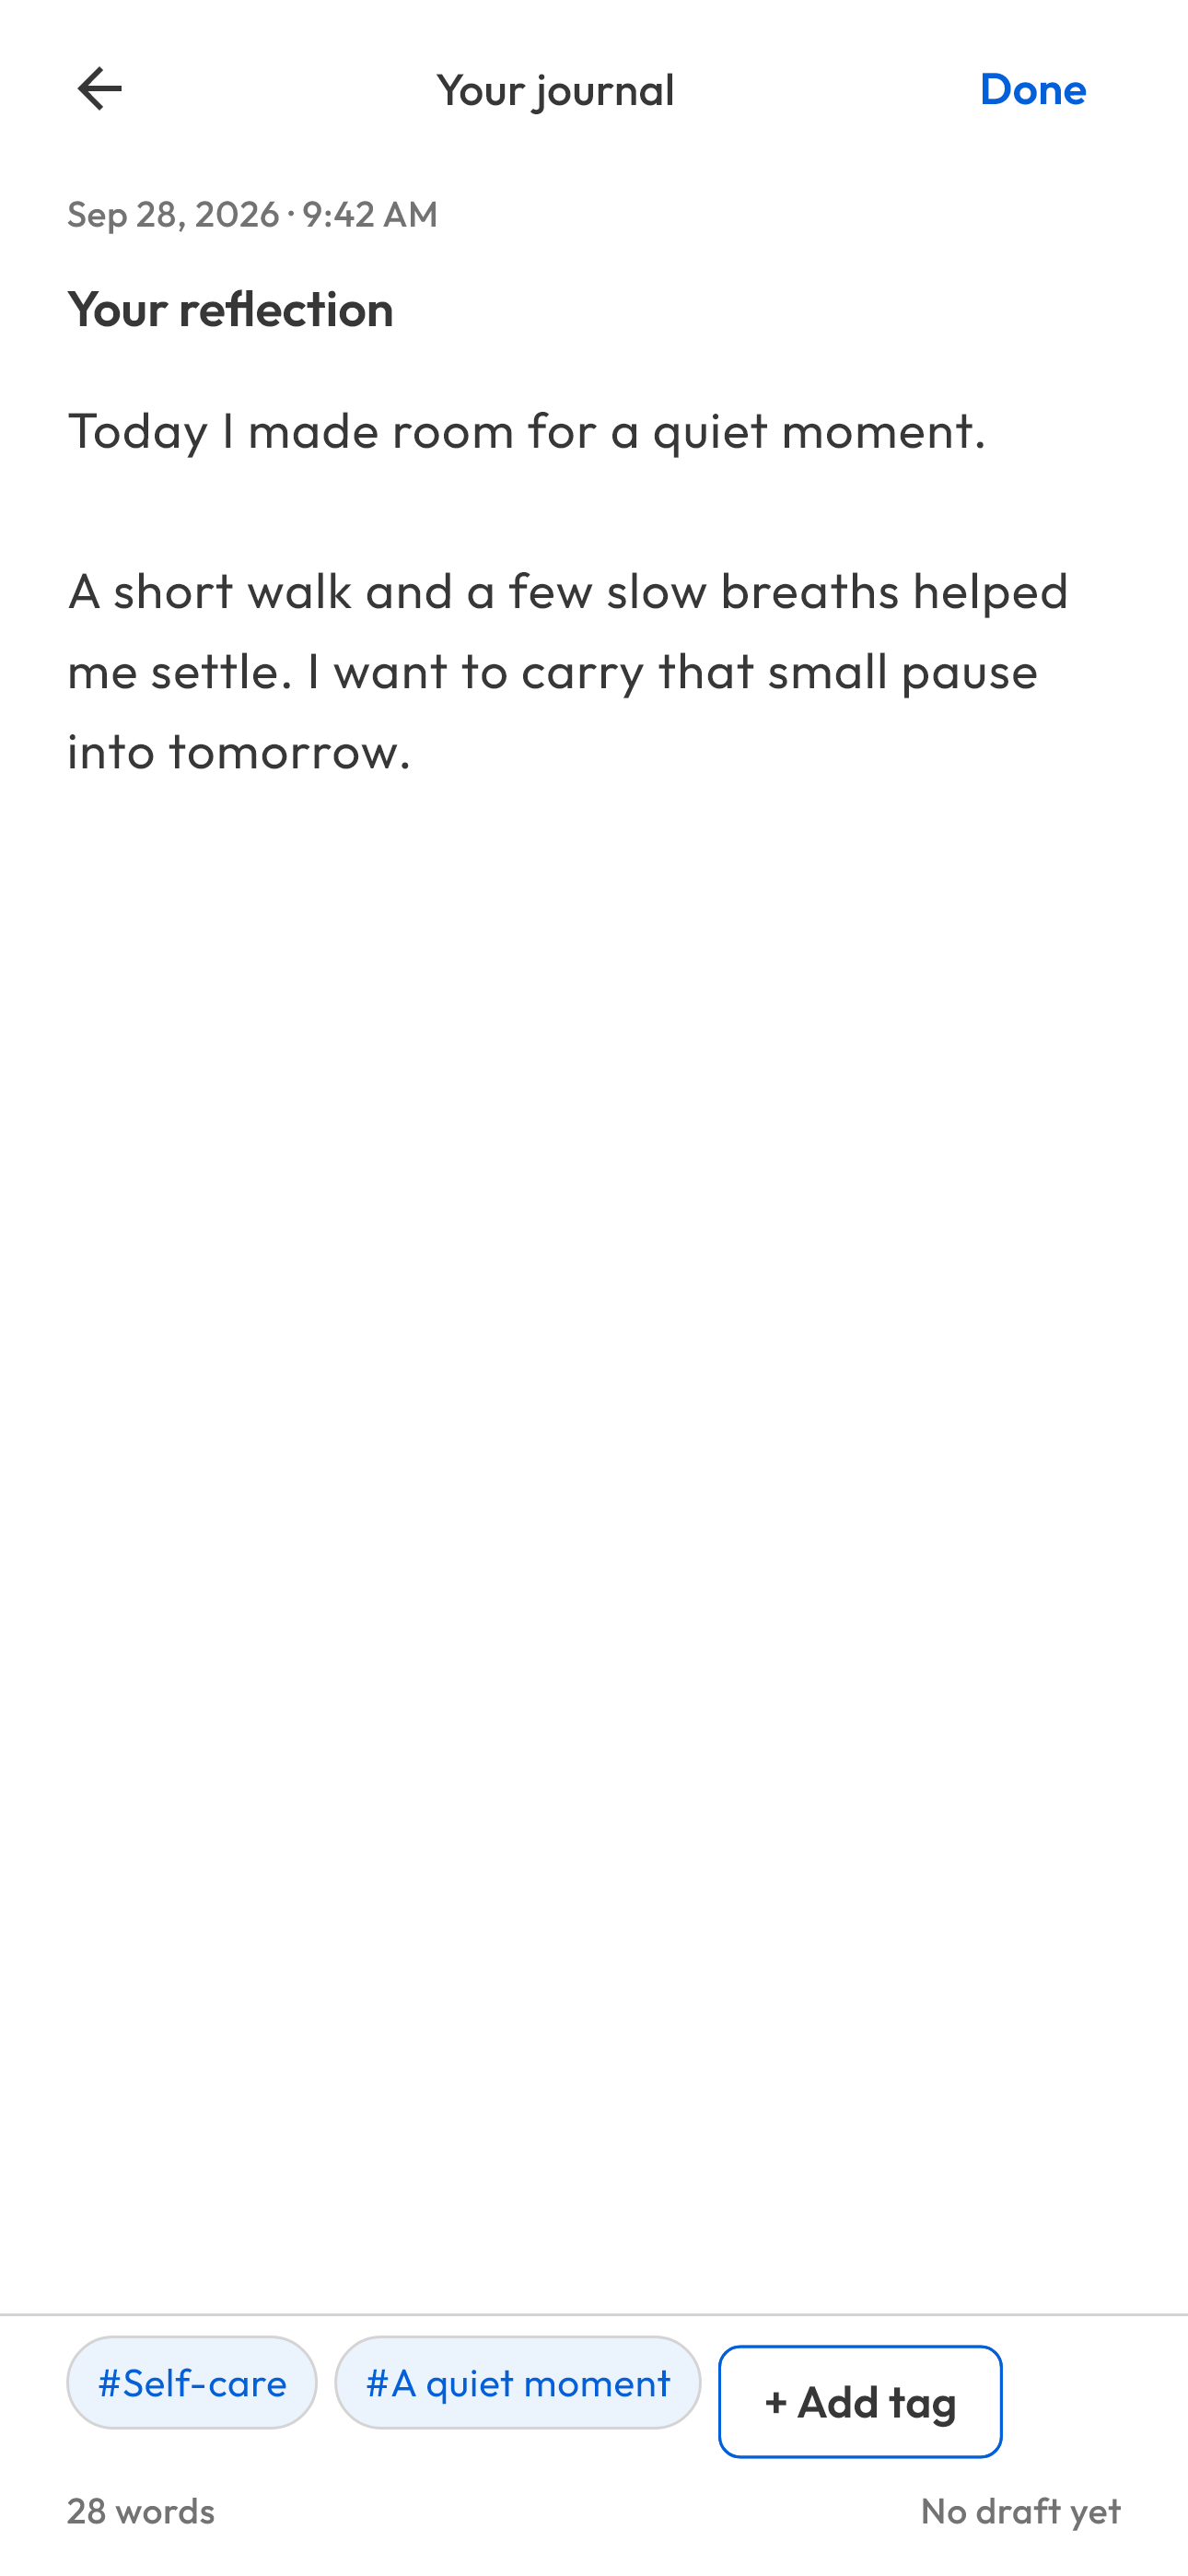 Your journal
Done
Sep 28, 2026 · 9:42 AM
Your reflection
Today I made room for a quiet moment.
A short walk and a few slow breaths helped
me settle. I want to carry that small pause
into tomorrow.
#Self-care
#A quiet moment
+ Add tag
28 words
No draft yet